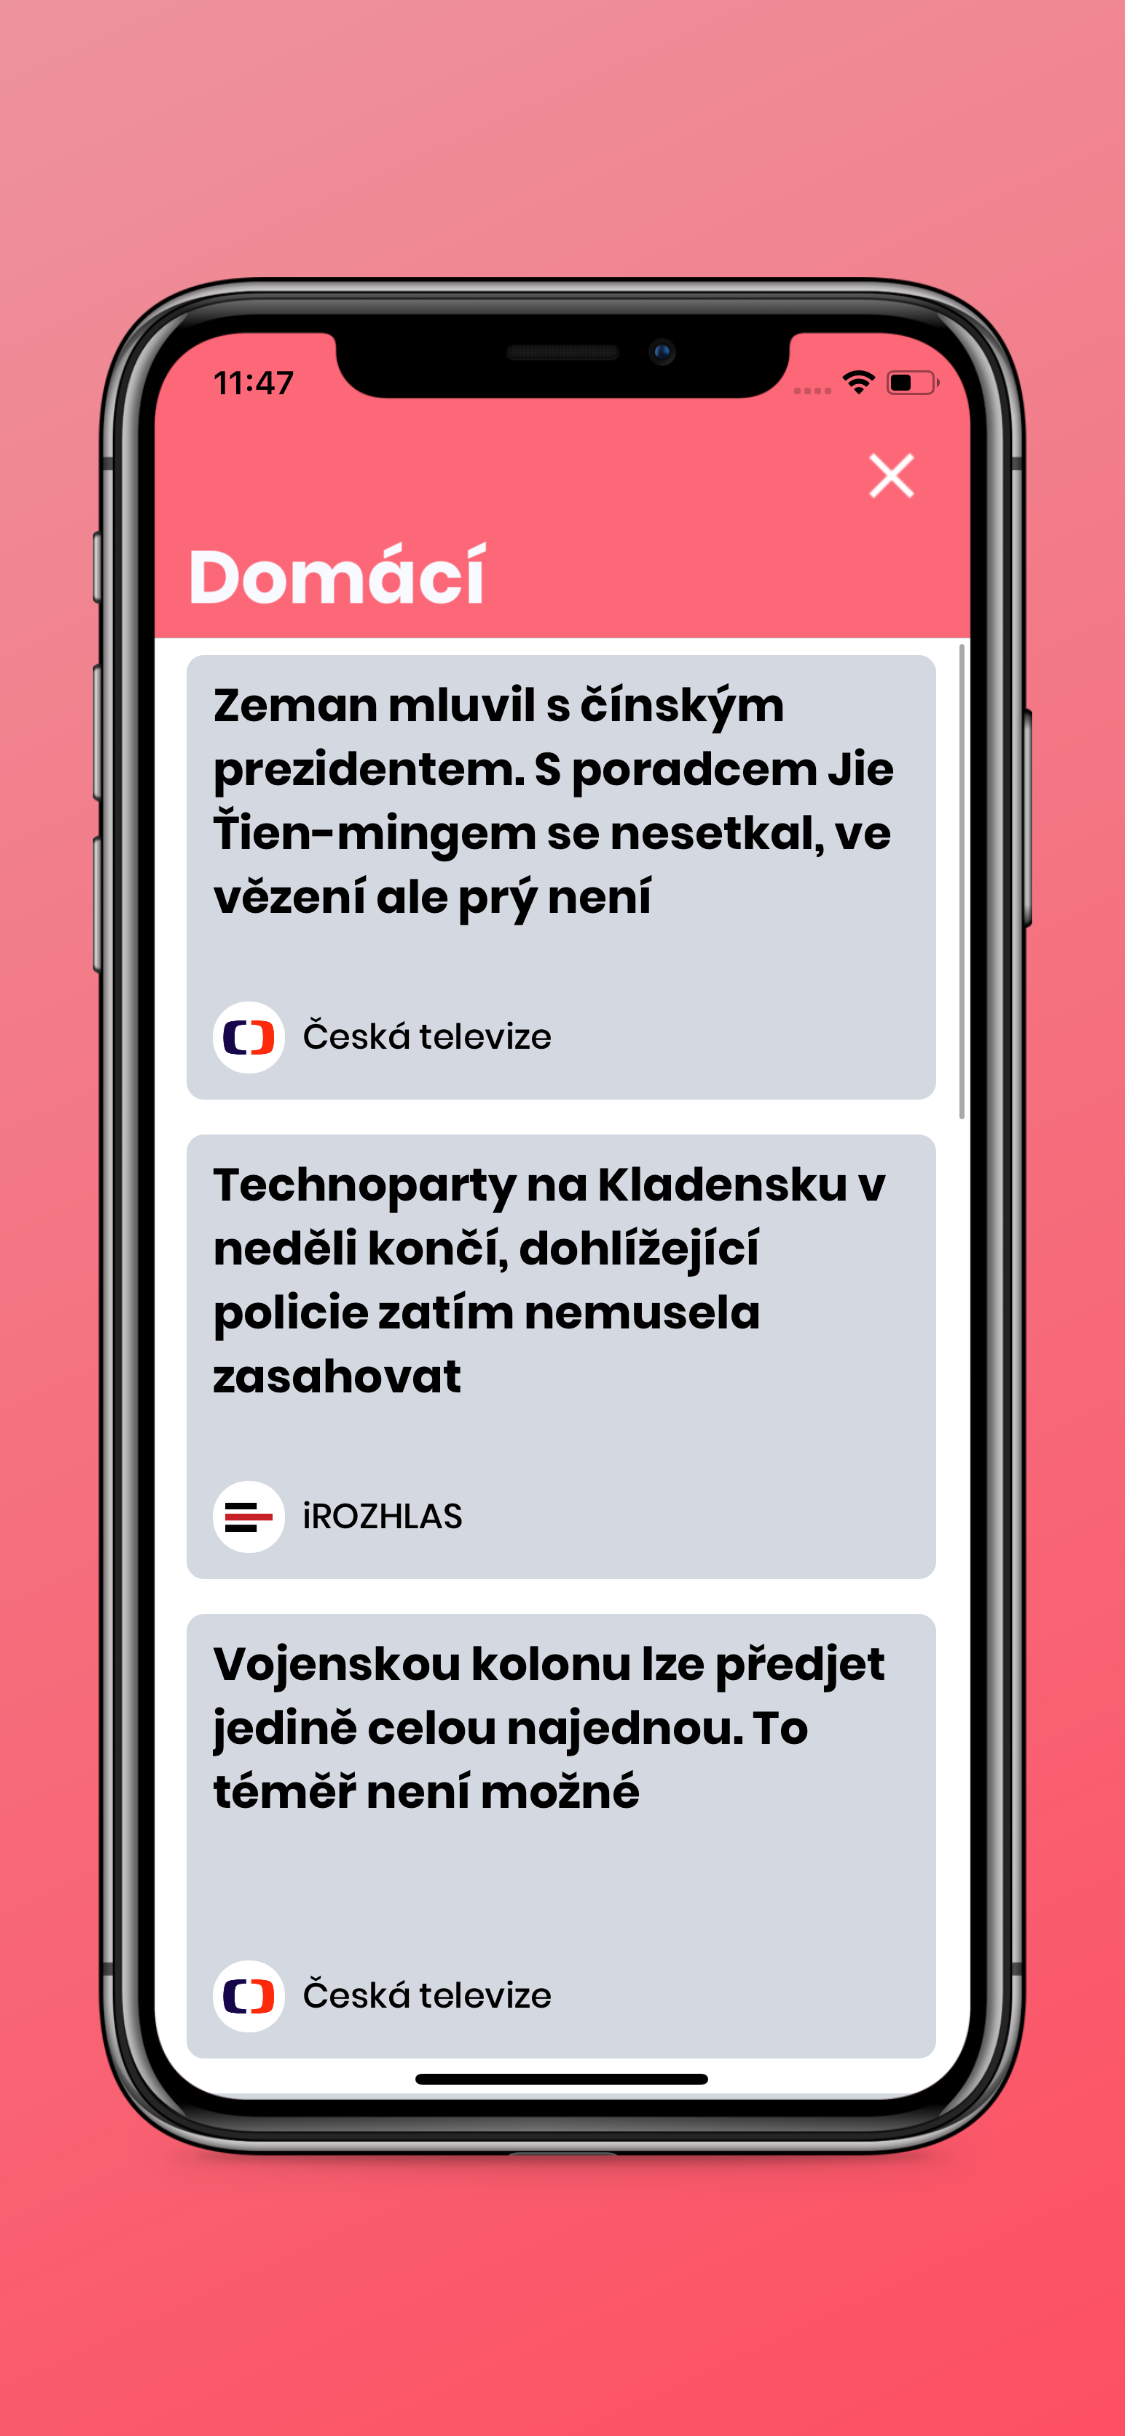 11:47
Domácí
Zeman mluvil s čínským
prezidentem. S poradcem Jie
Ťien-mingem se nesetkal, ve
vězení ale prý není
Česká televize
Technoparty na Kladensku v
neděli končí, dohlížející
policie zatím nemusela
zasahovat
iROZHLAS
Vojenskou kolonu lze předjet
jedině celou najednou. To
téměř není možné
Česká televize